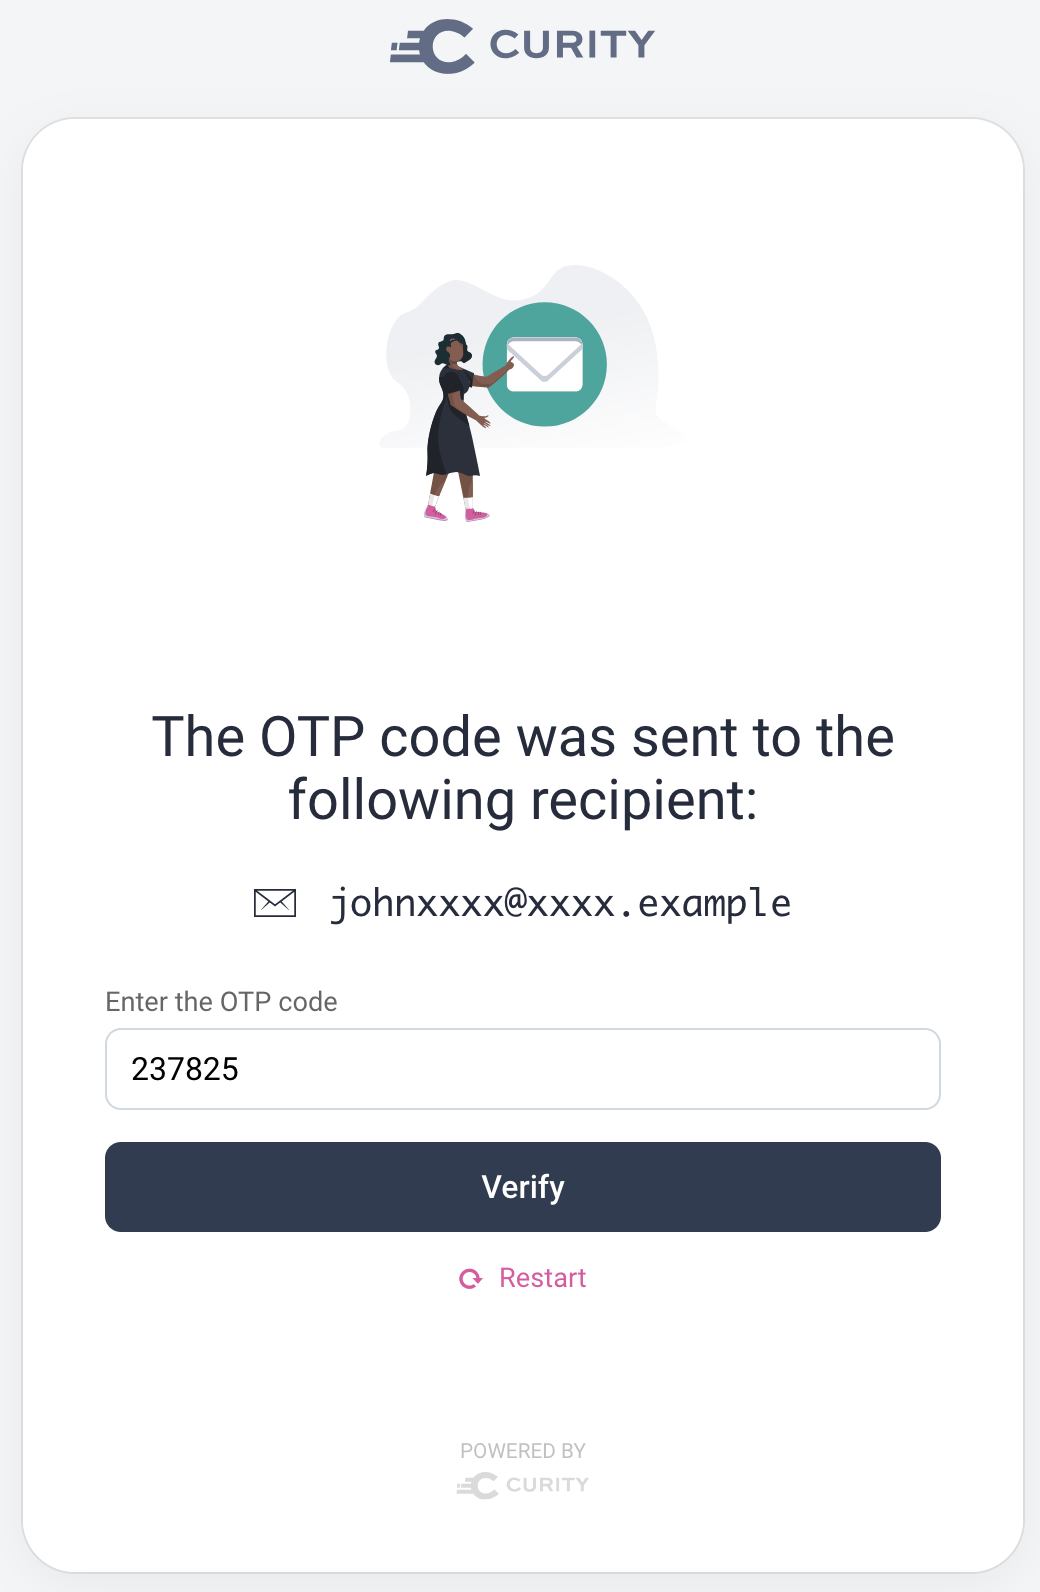 CURITY
The OTP code was sent to the
following recipient:
johnxxxx@xxxx.example
Enter the OTP code
237825
Verify
Restart
POWERED BY
CURITY